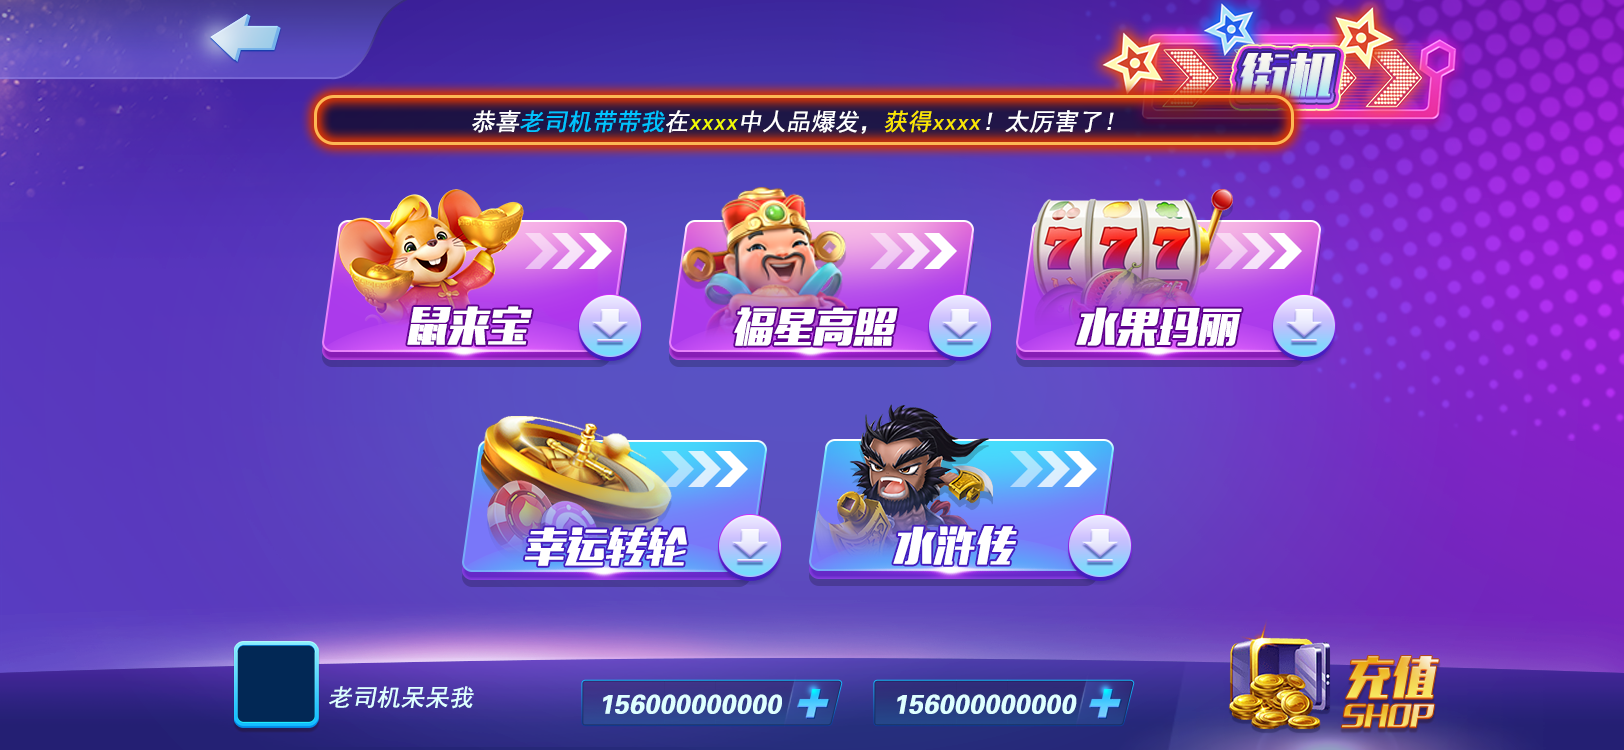 街机
恭喜老司机带带我在xxxx中人品爆发，获得xxxx！太厉害了！
777
鼠来宝
福星高照
水果玛丽
幸运转轮
水浒传
老司机呆呆我
156000000000
156000000000
充值
SHOP